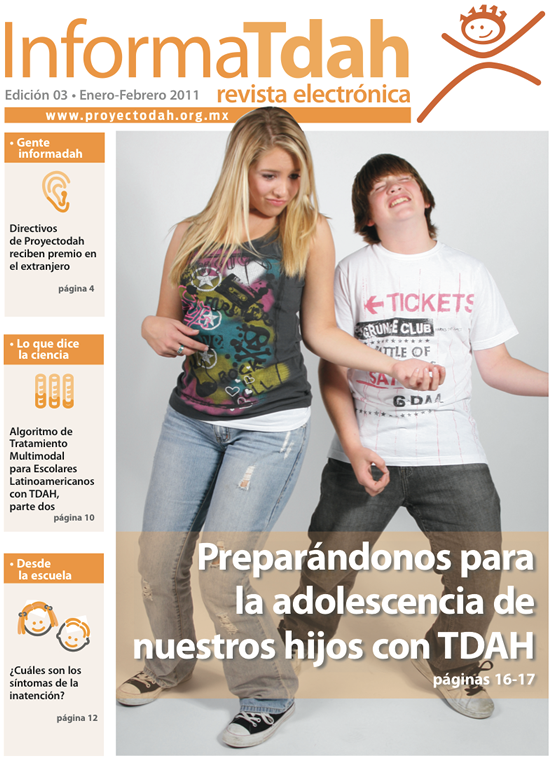 InformaTdah
Edición 03 • Enero-Febrero 2011
revista electrónica
www.proyectodah.org.mx
• Gente
informadah
Directivos
de Proyectodah
reciben premio en
el extranjero
página 4
• Lo que dice
la ciencia
Algoritmo de
Tratamiento
Multimodal
para Escolares
Latinoamericanos
con TDAH,
parte dos
página 10
• Desde
la escuela
¿Cuáles son los
síntomas de la
inatención?
página 12
TICKETS
GRUNGE CLUB
Preparándonos para
la adolescencia de
nuestros hijos con TDAH
páginas 16-17